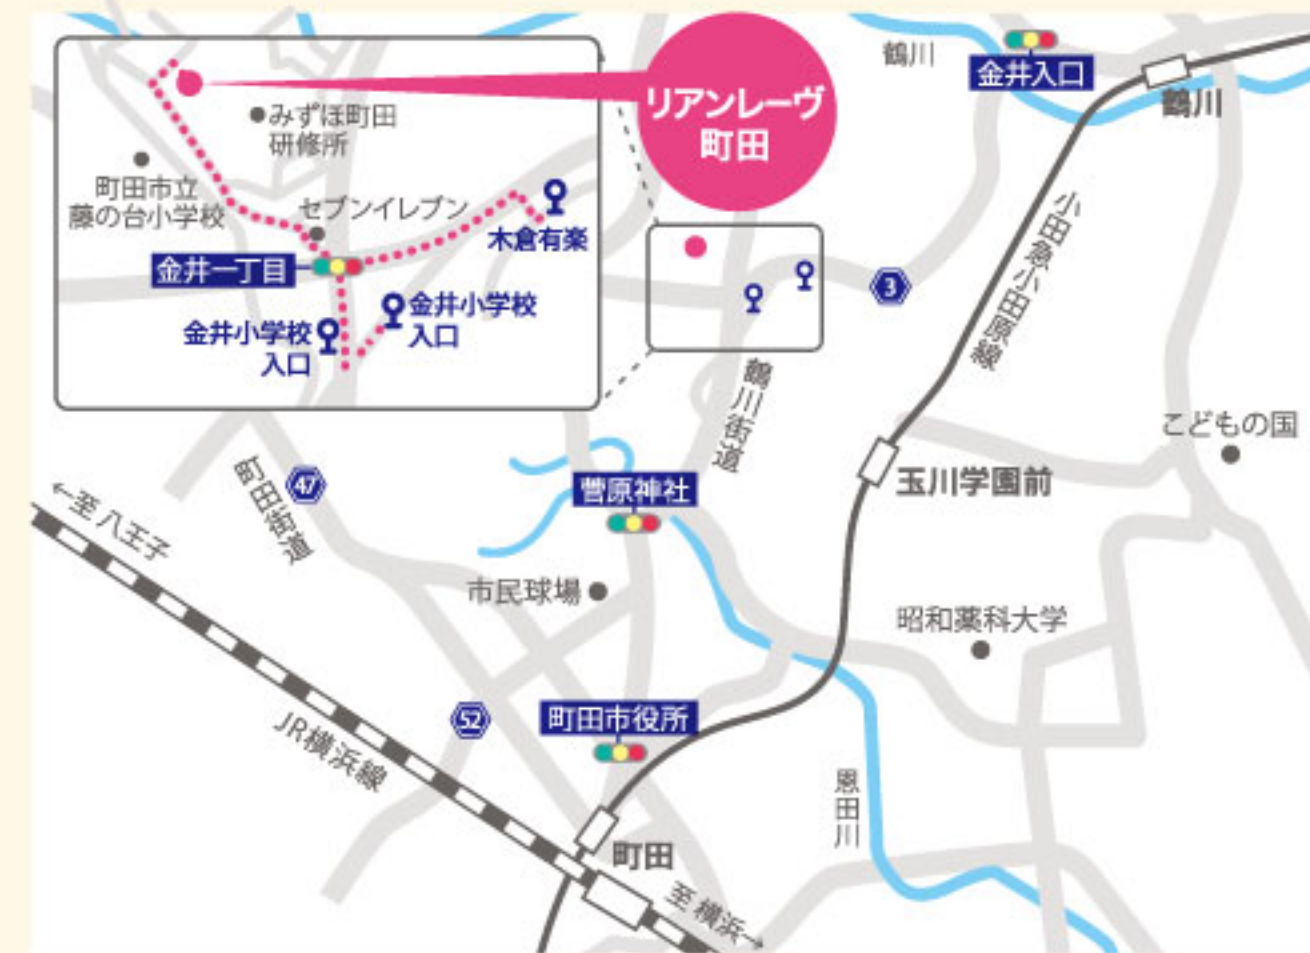 リアンレーヴ
町田
みずほ町田
研修所
町田市立
藤の台小学校
セブンイレブン
木倉有楽
金井一丁目
金井小学校
入口
金井小学校
入口
鶴川
金井入口
鶴川
小田急小田原線
3
鶴川街道
こどもの国
玉川学園前
47
町田街道
←至 八王子
菅原神社
市民球場
昭和薬科大学
52
町田市役所
JR横浜線
恩田川
町田
至 横浜→